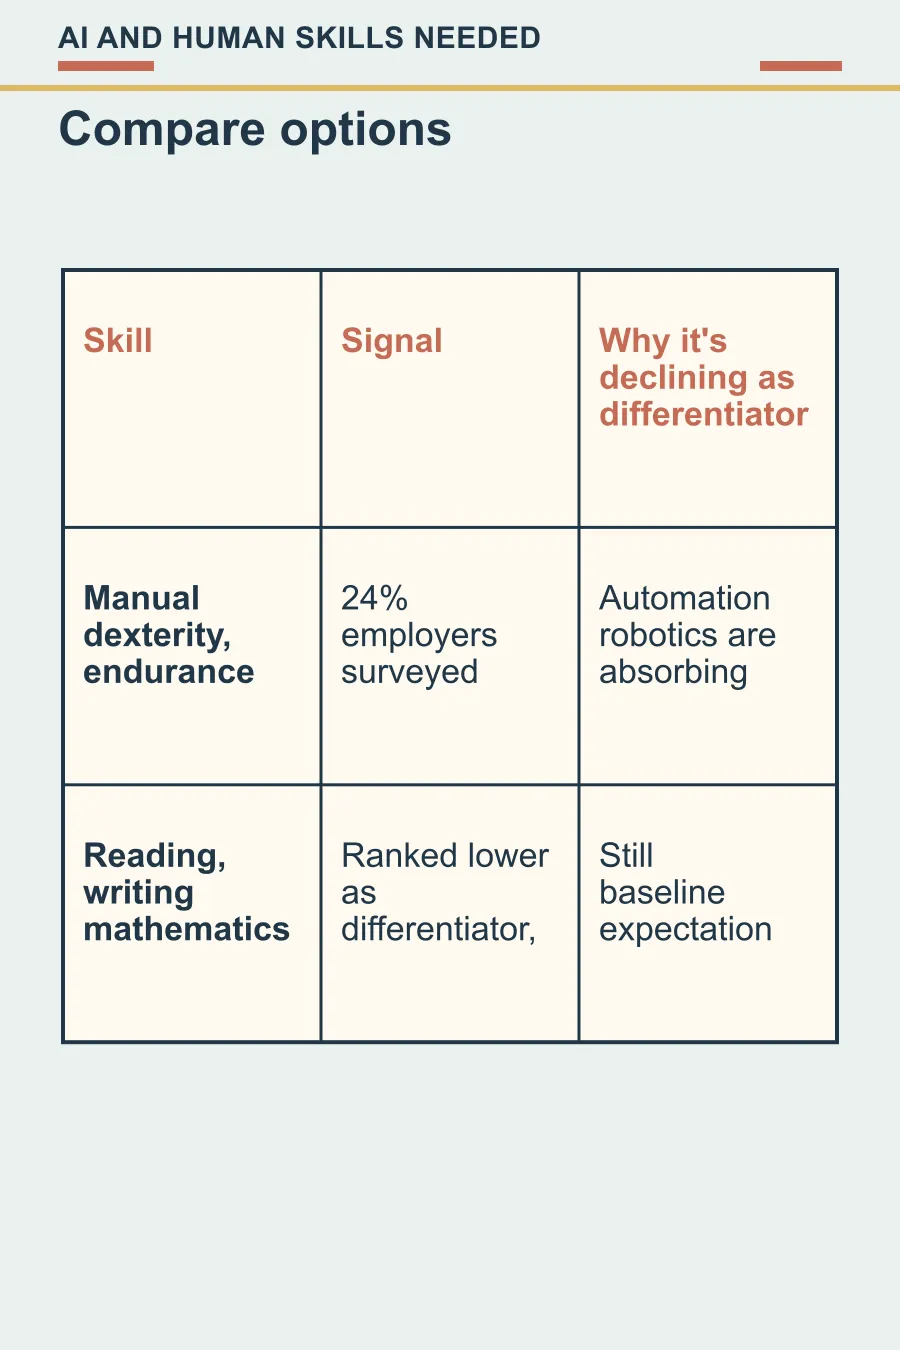 AI AND HUMAN SKILLS NEEDED
Compare options
Skill
Signal
Why it's
declining as
differentiator
Manual
dexterity,
endurance
24%
employers
surveyed
Automation
robotics are
absorbing
Reading,
writing
mathematics
Ranked lower
as
differentiator,
Still
baseline
expectation